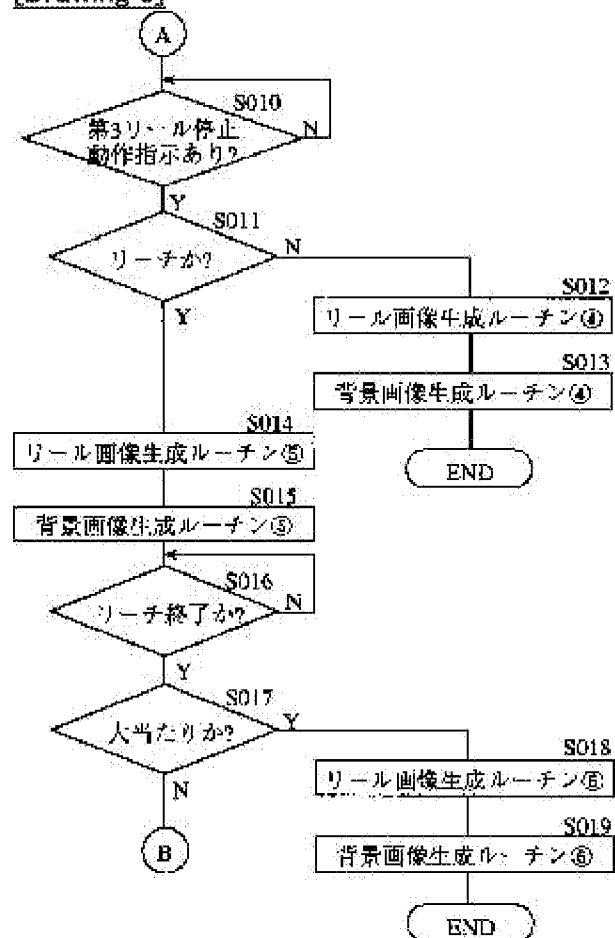 A
S010
第3リール停止
動作指示あり?
N
Y
S011
リーチか?
N
Y
S012
リール画像生成ルーチン④
S013
背景画像生成ルーチン④
END
S014
リール画像生成ルーチン⑤
S015
背景画像生成ルーチン⑤
S016
リーチ終了か?
N
Y
S017
大当たりか?
Y
N
S018
リール画像生成ルーチン
S019
背景画像生成ルーチン⑥
END
B